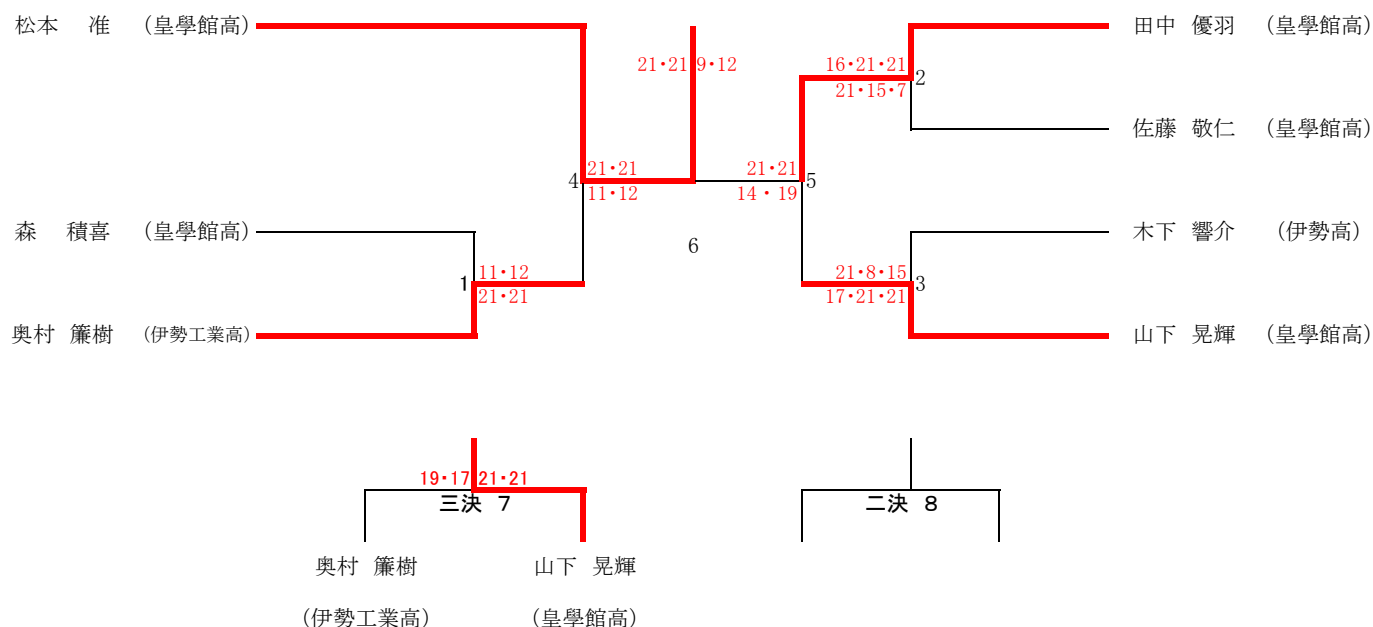 松本 准 (皇學館高)
田中 優羽 (皇學館高)
21・21 9・12
16・21・21
2
21・15・7
佐藤 敬仁 (皇學館高)
21・21
4
11・12
21・21
5
14・19
森 積喜 (皇學館高)
木下 響介 (伊勢高)
6
11・12
1
21・21
21・8・15
3
17・21・21
奥村 簾樹 (伊勢工業高)
山下 晃輝 (皇學館高)
19・17 21・21
三決 7
二決 8
奥村 簾樹 山下 晃輝
(伊勢工業高) (皇學館高)